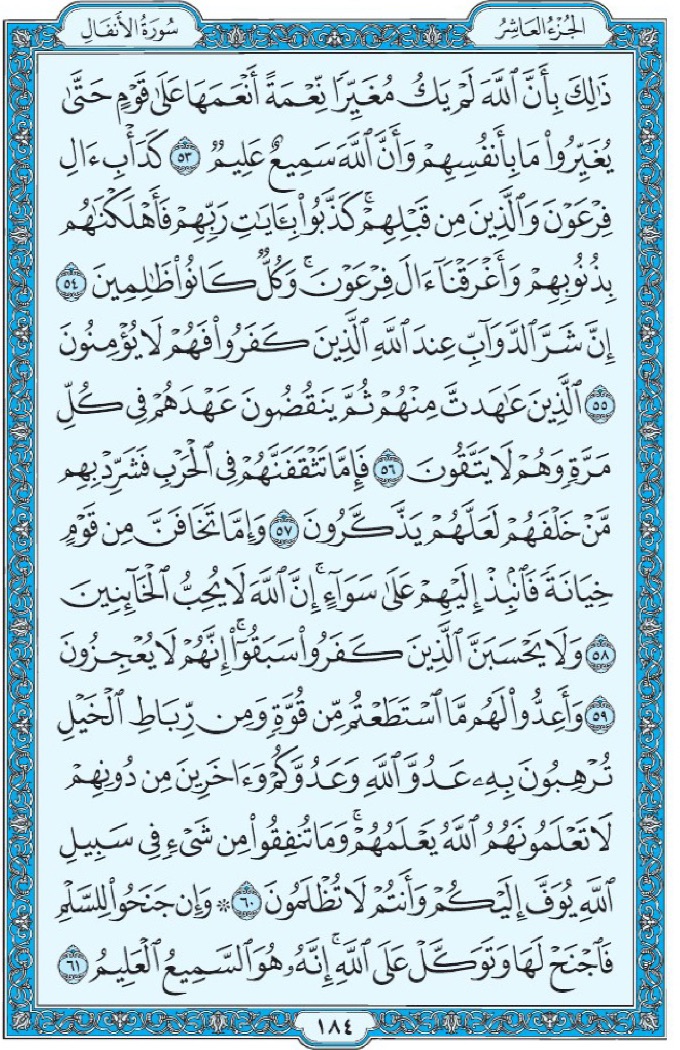 الجُزْءُ العَاشِرُ
سُورَةُ الأَنفَالِ
ذَٰلِكَ بِأَنَّ ٱللَّهَ لَمْ يَكُ مُغَيِّرًا نِّعْمَةً أَنْعَمَهَا عَلَىٰ قَوْمٍ حَتَّىٰ
يُغَيِّرُوا۟ مَا بِأَنفُسِهِمْ وَأَنَّ ٱللَّهَ سَمِيعٌ عَلِيمٌ ٥٣ كَدَأْبِ ءَالِ
فِرْعَوْنَ وَٱلَّذِينَ مِن قَبْلِهِمْ ۚ كَذَّبُوا۟ بِـَٔايَـٰتِ رَبِّهِمْ فَأَهْلَكْنَـٰهُم
بِذُنُوبِهِمْ وَأَغْرَقْنَآ ءَالَ فِرْعَوْنَ ۚ وَكُلٌّ كَانُوا۟ ظَـٰلِمِينَ ٥٤
إِنَّ شَرَّ ٱلدَّوَآبِّ عِندَ ٱللَّهِ ٱلَّذِينَ كَفَرُوا۟ فَهُمْ لَا يُؤْمِنُونَ
٥٥ ٱلَّذِينَ عَـٰهَدتَّ مِنْهُمْ ثُمَّ يَنقُضُونَ عَهْدَهُمْ فِى كُلِّ
مَرَّةٍ وَهُمْ لَا يَتَّقُونَ ٥٦ فَإِمَّا تَثْقَفَنَّهُمْ فِى ٱلْحَرْبِ فَشَرِّدْ بِهِم
مَّنْ خَلْفَهُمْ لَعَلَّهُمْ يَذَّكَّرُونَ ٥٧ وَإِمَّا تَخَافَنَّ مِن قَوْمٍ
خِيَانَةً فَٱنۢبِذْ إِلَيْهِمْ عَلَىٰ سَوَآءٍ ۚ إِنَّ ٱللَّهَ لَا يُحِبُّ ٱلْخَآئِنِينَ
٥٨ وَلَا يَحْسَبَنَّ ٱلَّذِينَ كَفَرُوا۟ سَبَقُوٓا۟ ۚ إِنَّهُمْ لَا يُعْجِزُونَ
٥٩ وَأَعِدُّوا۟ لَهُم مَّا ٱسْتَطَعْتُم مِّن قُوَّةٍ وَمِن رِّبَاطِ ٱلْخَيْلِ
تُرْهِبُونَ بِهِۦ عَدُوَّ ٱللَّهِ وَعَدُوَّكُمْ وَءَاخَرِينَ مِن دُونِهِمْ
لَا تَعْلَمُونَهُمُ ٱللَّهُ يَعْلَمُهُمْ ۚ وَمَا تُنفِقُوا۟ مِن شَىْءٍ فِى سَبِيلِ
ٱللَّهِ يُوَفَّ إِلَيْكُمْ وَأَنتُمْ لَا تُظْلَمُونَ ٦٠ ۞ وَإِن جَنَحُوا۟ لِلسَّلْمِ
فَٱجْنَحْ لَهَا وَتَوَكَّلْ عَلَى ٱللَّهِ ۚ إِنَّهُۥ هُوَ ٱلسَّمِيعُ ٱلْعَلِيمُ ٦١
١٨٤